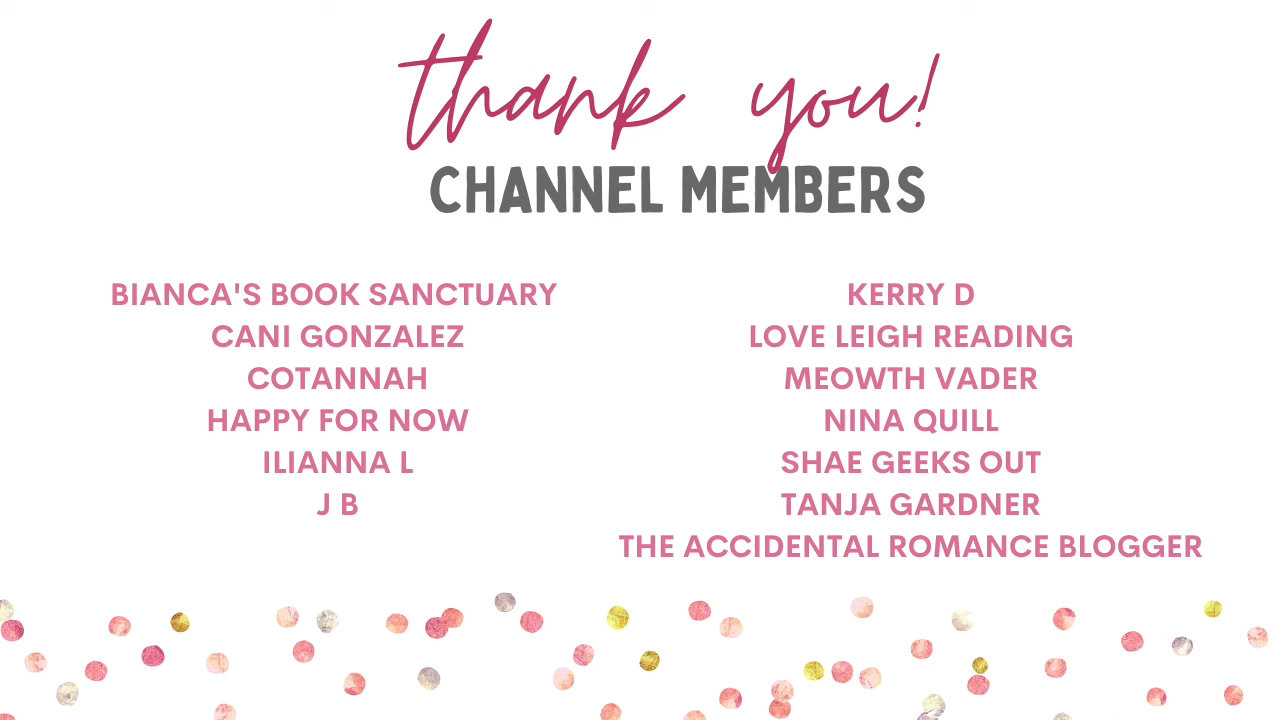 thank you!
CHANNEL MEMBERS
BIANCA'S BOOK SANCTUARY
CANI GONZALEZ
COTANNAH
HAPPY FOR NOW
ILIANNA L
J B
KERRY D
LOVE LEIGH READING
MEOWTH VADER
NINA QUILL
SHAE GEEKS OUT
TANJA GARDNER
THE ACCIDENTAL ROMANCE BLOGGER